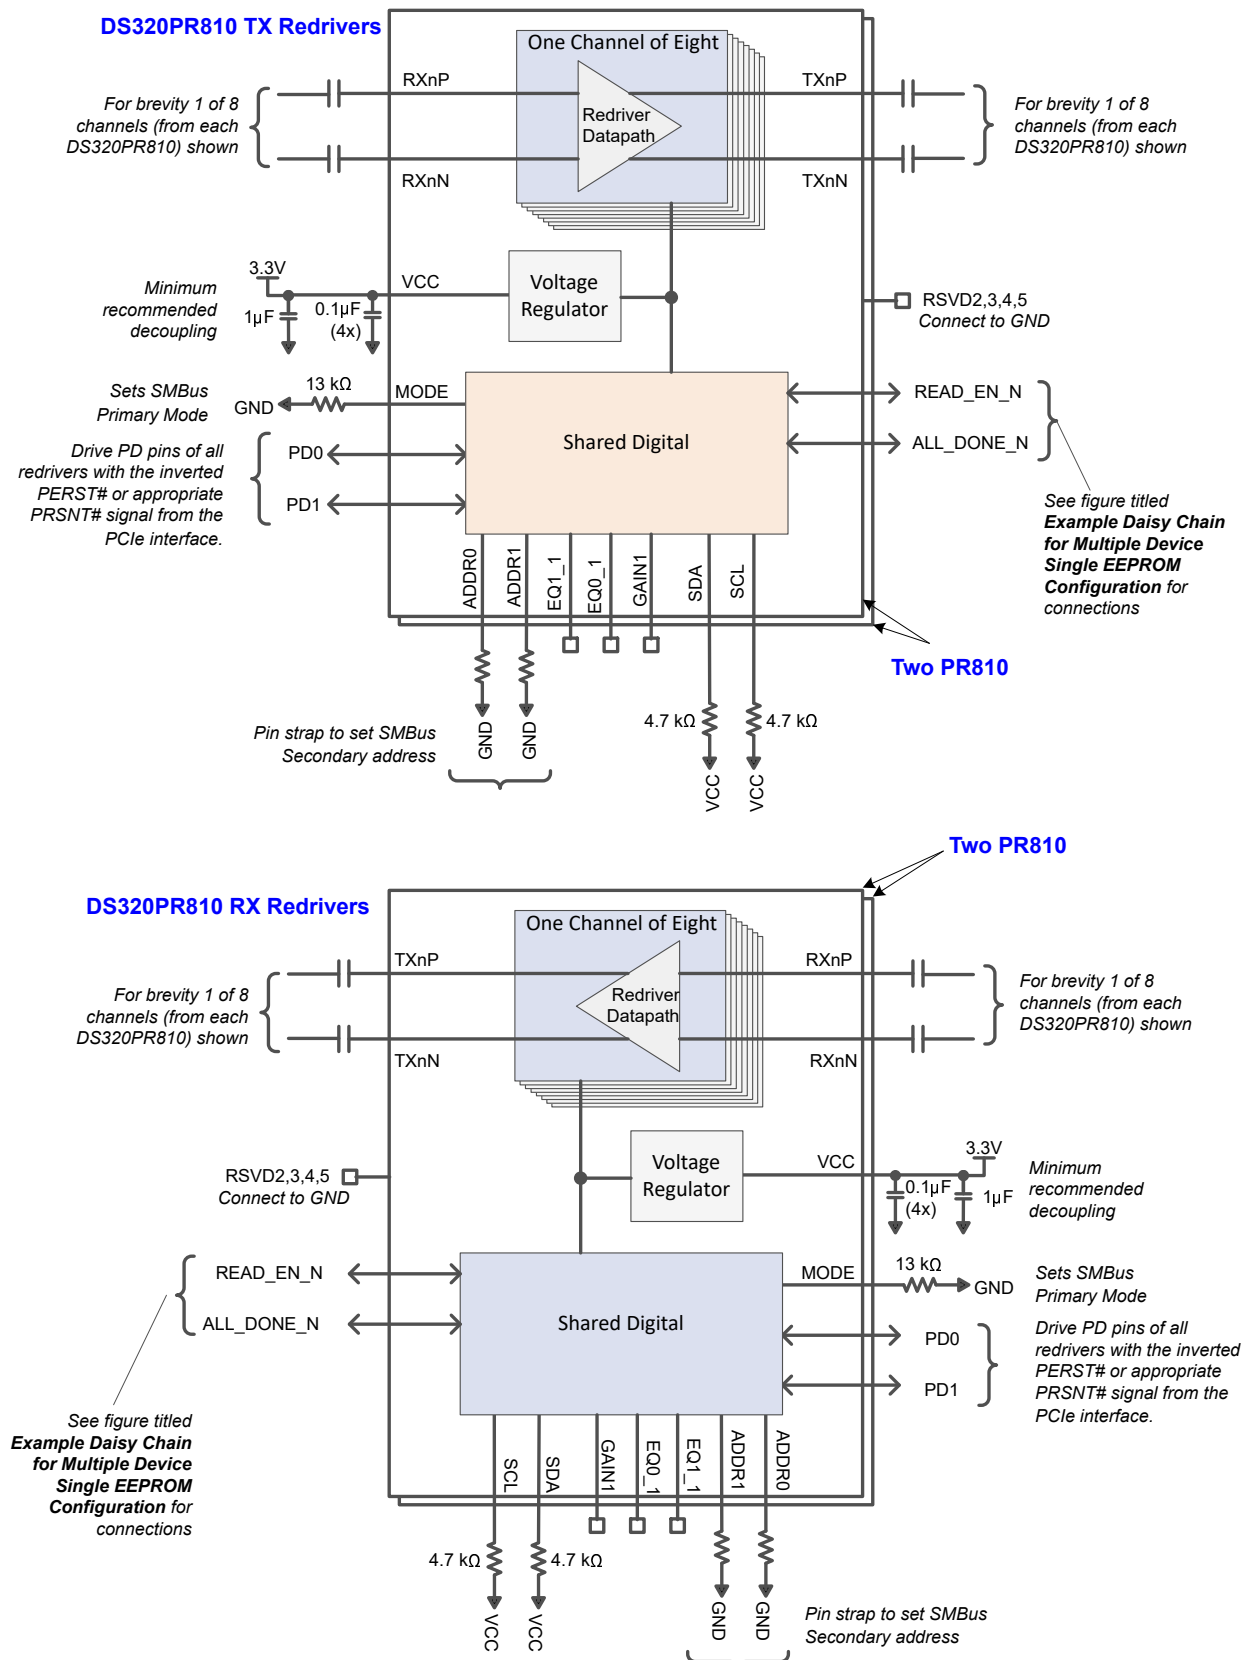 DS320PR810 TX Redrivers
One Channel of Eight
RXnP
TXnP
For brevity 1 of 8
channels (from each
DS320PR810) shown
Redriver
Datapath
For brevity 1 of 8
channels (from each
DS320PR810) shown
RXnN
TXnN
3.3V
VCC
Voltage
Regulator
Minimum
recommended
decoupling
1µF
0.1µF
(4x)
RSVD2,3,4,5
Connect to GND
Sets SMBus
Primary Mode
GND
13 kΩ
MODE
READ_EN_N
Shared Digital
ALL_DONE_N
Drive PD pins of all
redrivers with the inverted
PERST# or appropriate
PRSNT# signal from the
PCIe interface.
PD0
PD1
See figure titled
Example Daisy Chain
for Multiple Device
Single EEPROM
Configuration for
connections
ADDR0
ADDR1
EQ1_1
EQ0_1
GAIN1
SDA
SCL
Two PR810
4.7 kΩ
4.7 kΩ
Pin strap to set SMBus
Secondary address
GND
GND
VCC
VCC
Two PR810
DS320PR810 RX Redrivers
One Channel of Eight
TXnP
RXnP
For brevity 1 of 8
channels (from each
DS320PR810) shown
Redriver
Datapath
For brevity 1 of 8
channels (from each
DS320PR810) shown
TXnN
RXnN
RSVD2,3,4,5
Connect to GND
Voltage
Regulator
VCC
3.3V
0.1µF
(4x)
1µF
Minimum
recommended
decoupling
READ_EN_N
ALL_DONE_N
Shared Digital
MODE
13 kΩ
GND
Sets SMBus
Primary Mode
PD0
PD1
Drive PD pins of all
redrivers with the inverted
PERST# or appropriate
PRSNT# signal from the
PCIe interface.
See figure titled
Example Daisy Chain
for Multiple Device
Single EEPROM
Configuration for
connections
SCL
SDA
GAIN1
EQ0_1
EQ1_1
ADDR1
ADDR0
4.7 kΩ
4.7 kΩ
VCC
VCC
GND
GND
Pin strap to set SMBus
Secondary address